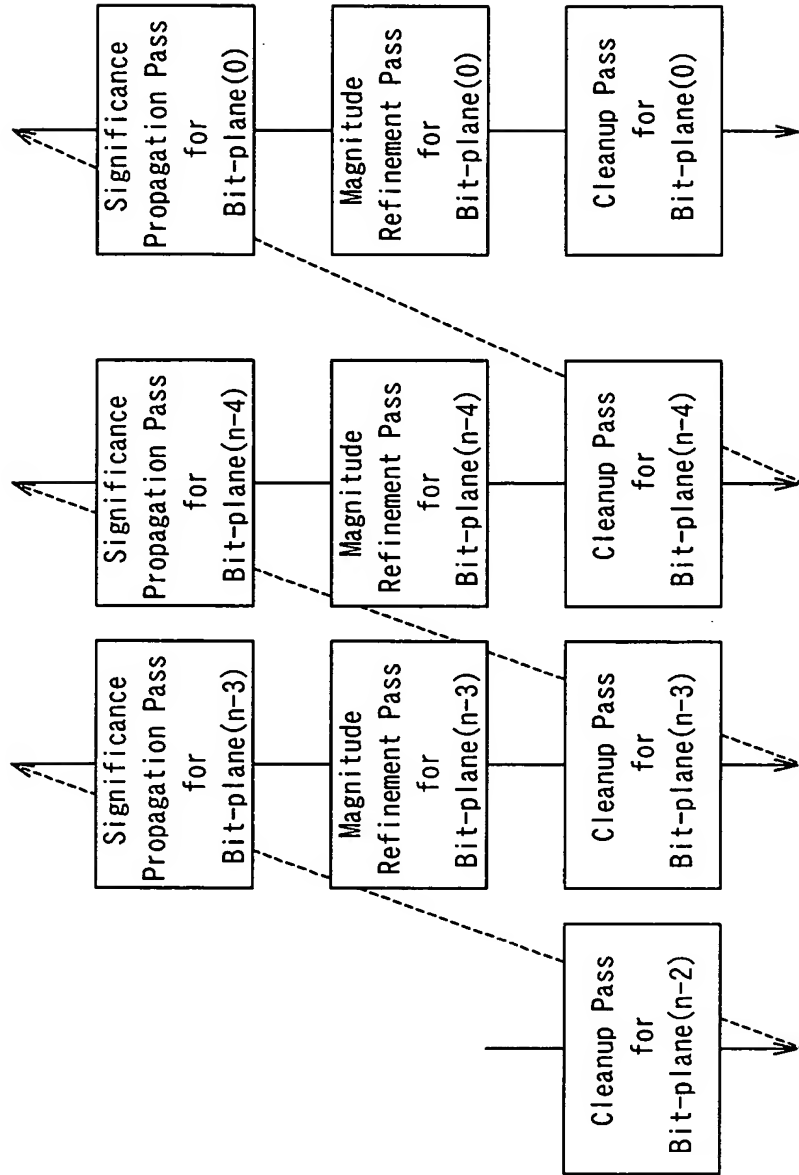 Cleanup Pass
for
Bit-plane(n-2)
Significance
Propagation Pass
for
Bit-plane(n-3)
Magnitude
Refinement Pass
for
Bit-plane(n-3)
Cleanup Pass
for
Bit-plane(n-3)
Significance
Propagation Pass
for
Bit-plane(n-4)
Magnitude
Refinement Pass
for
Bit-plane(n-4)
Cleanup Pass
for
Bit-plane(n-4)
Significance
Propagation Pass
for
Bit-plane(0)
Magnitude
Refinement Pass
for
Bit-plane(0)
Cleanup Pass
for
Bit-plane(0)